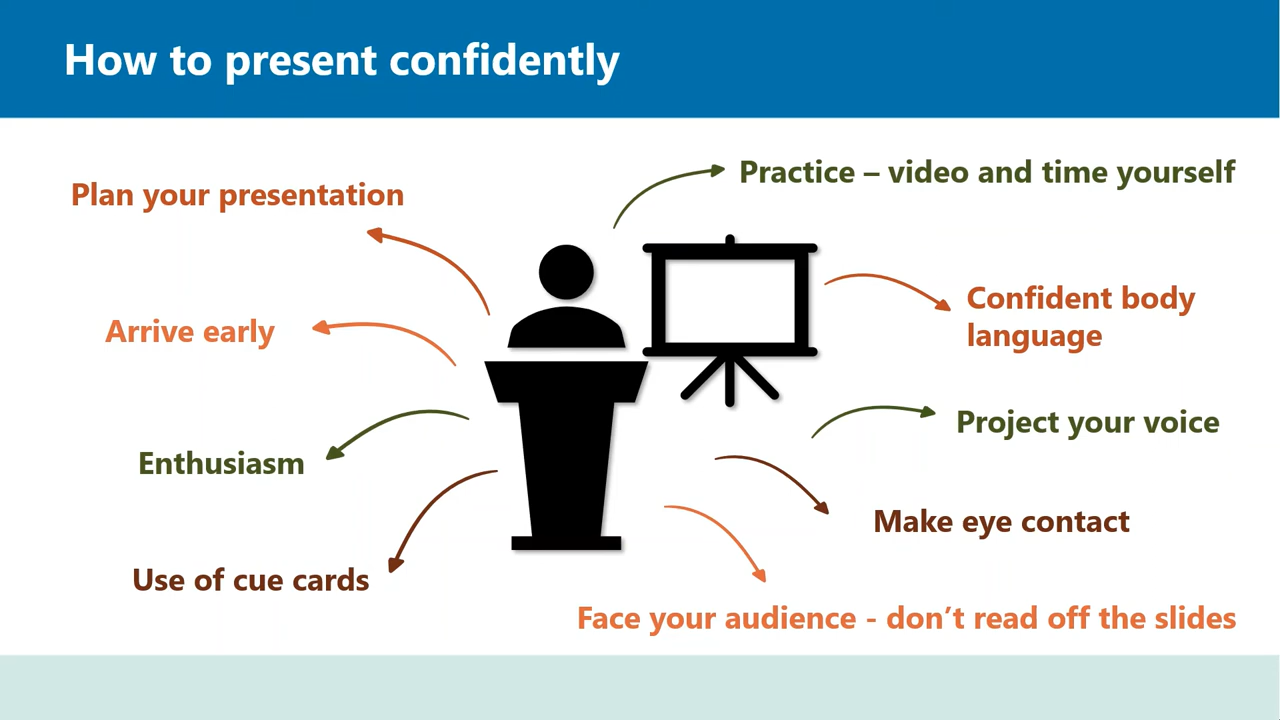 How to present confidently
Plan your presentation
Practice – video and time yourself
Arrive early
Confident body
language
Enthusiasm
Project your voice
Use of cue cards
Make eye contact
Face your audience - don’t read off the slides